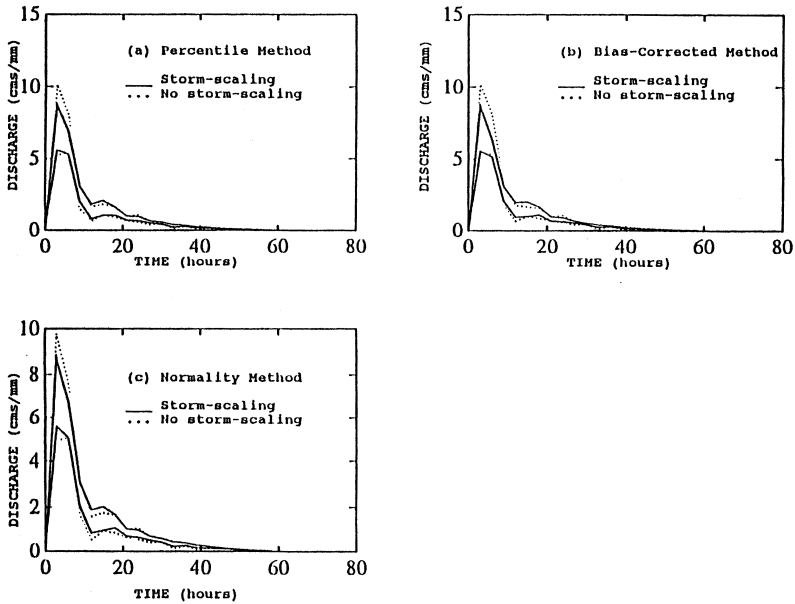 15
(a) Percentile Method
Storm-scaling
No storm-scaling
10
5
0
DISCHARGE (cms/mm)
0 20 40 60 80
TIME (hours)
15
(b) Bias-Corrected Method
Storm-scaling
No storm-scaling
10
5
0
DISCHARGE (cms/mm)
0 20 40 60 80
TIME (hours)
10
(c) Normality Method
Storm-scaling
No storm-scaling
8
6
4
2
0
DISCHARGE (cms/mm)
0 20 40 60 80
TIME (hours)